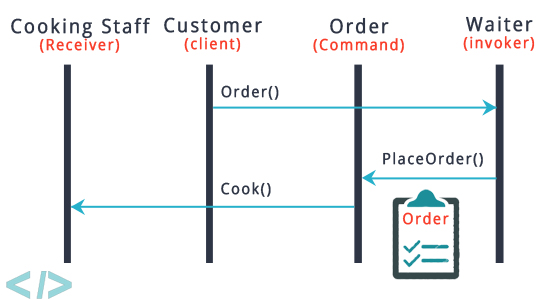 Cooking Staff
(Receiver)
Customer
(client)
Order
(Command)
Waiter
(invoker)
Order()
PlaceOrder()
Cook()
Order
</>